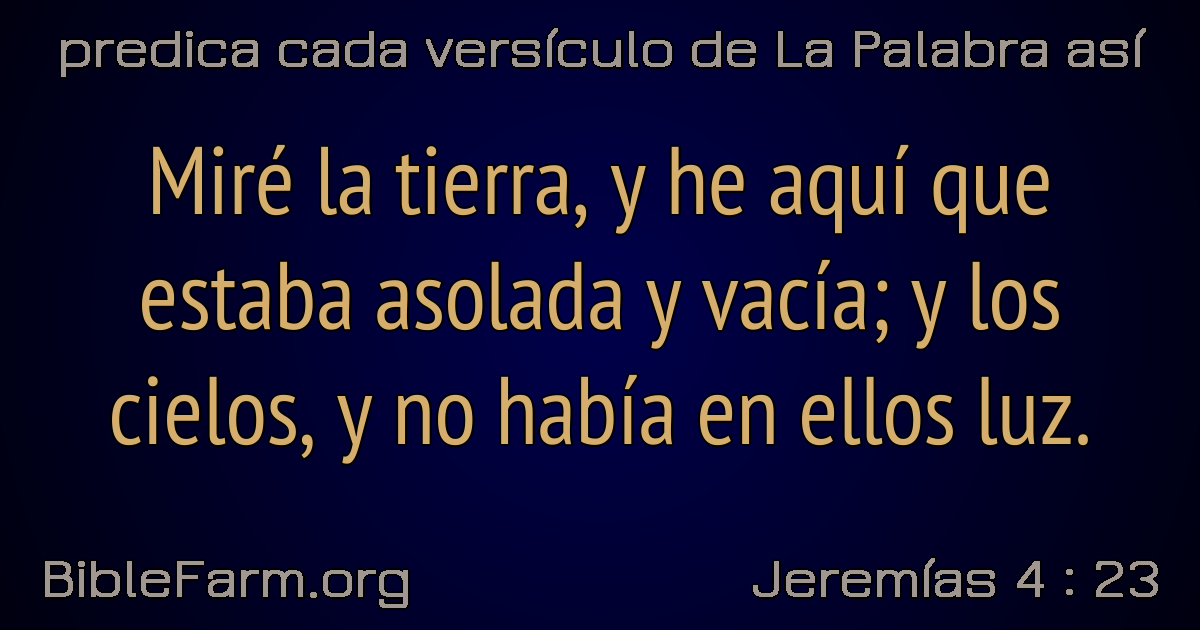 predica cada versículo de La Palabra así
Miré la tierra, y he aquí que
estaba asolada y vacía; y los
cielos, y no había en ellos luz.
BibleFarm.org
Jeremías 4 : 23